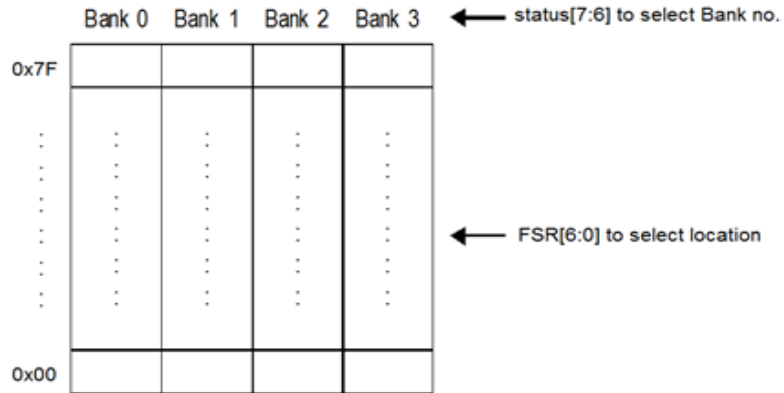 Bank 0 Bank 1 Bank 2 Bank 3 status[7:6] to select Bank no.
0x7F
FSR[6:0] to select location
0x00